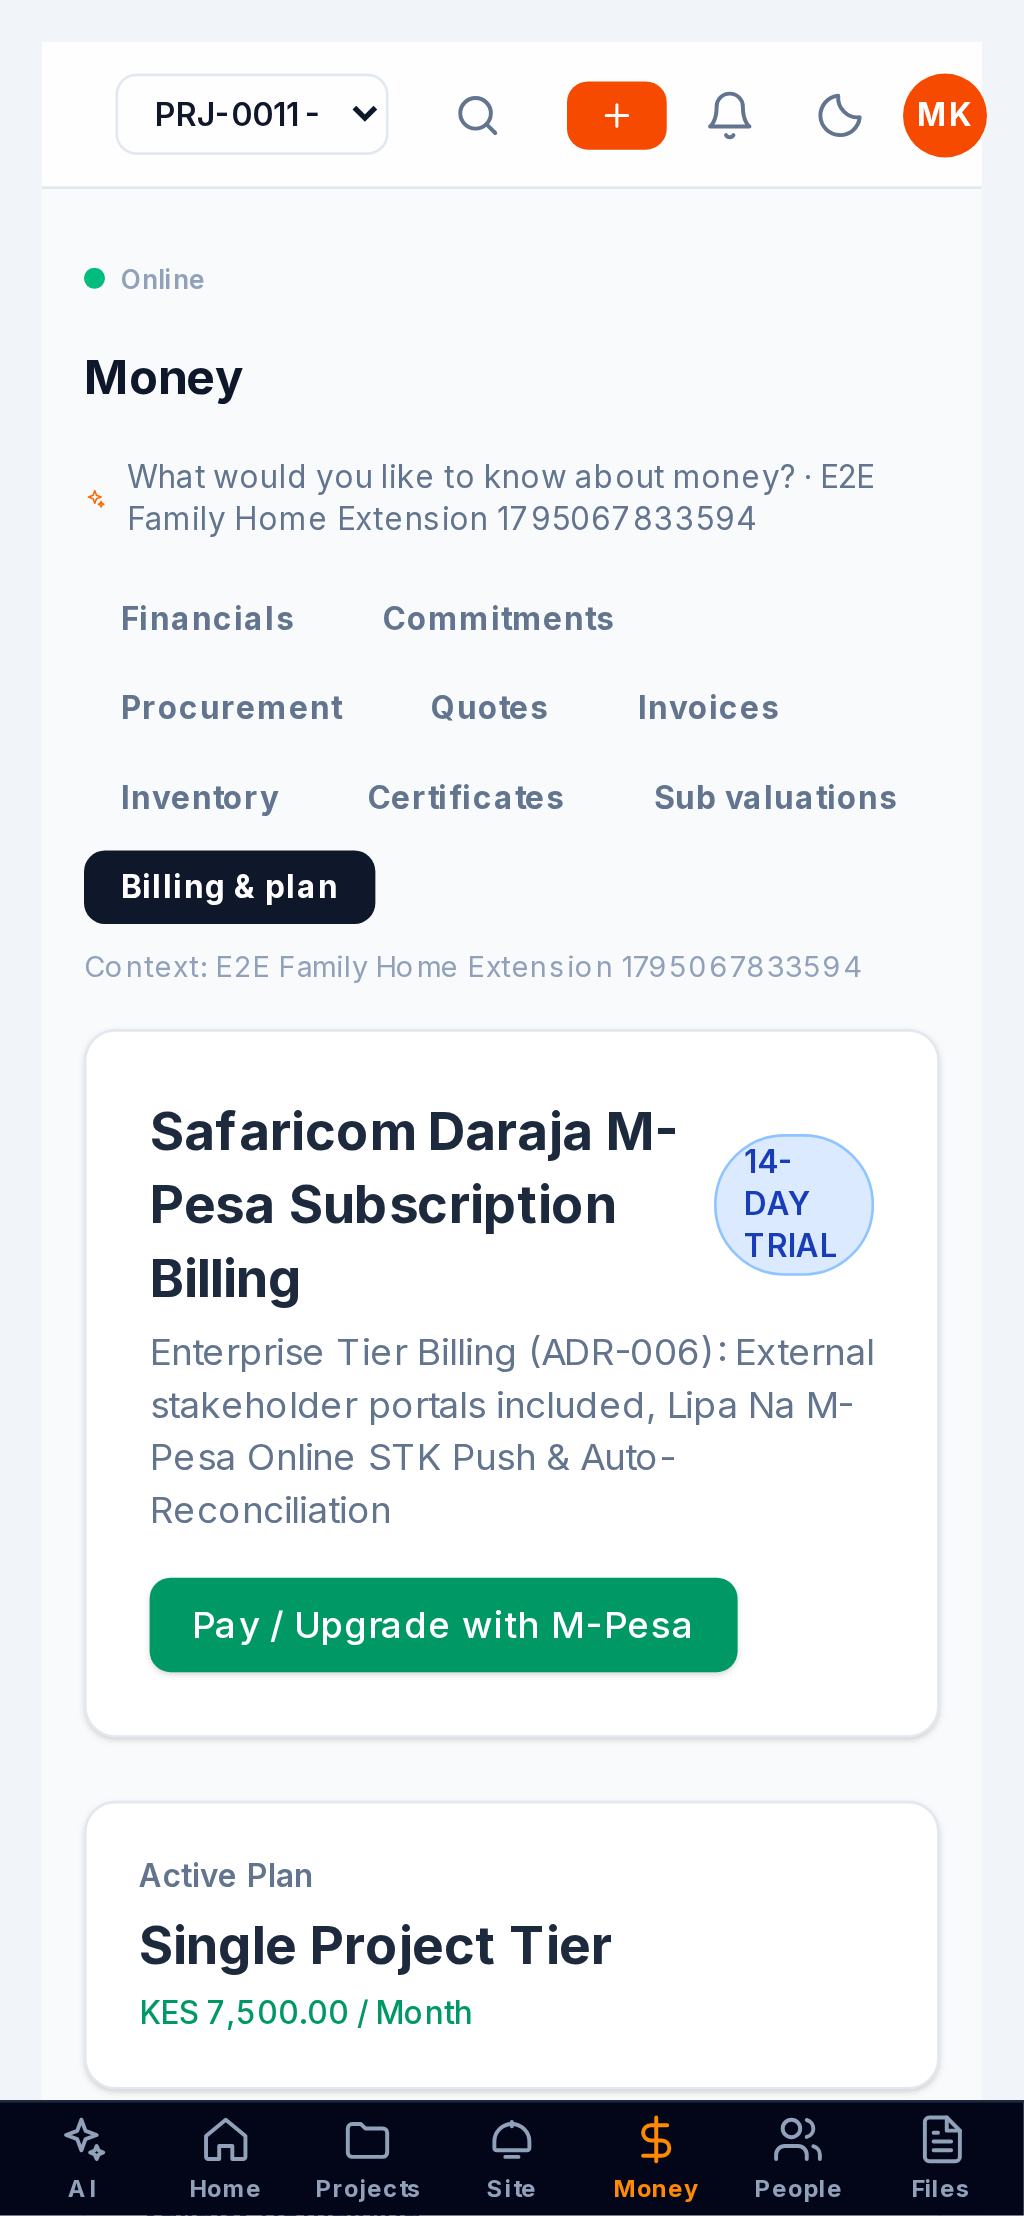 PRJ-0011 -
MK
Online
Money
What would you like to know about money? · E2E
Family Home Extension 1795067833594
Financials Commitments
Procurement Quotes Invoices
Inventory Certificates Sub valuations
Billing & plan
Context: E2E Family Home Extension 1795067833594
Safaricom Daraja M-
Pesa Subscription
Billing
14-
DAY
TRIAL
Enterprise Tier Billing (ADR-006): External
stakeholder portals included, Lipa Na M-
Pesa Online STK Push & Auto-
Reconciliation
Pay / Upgrade with M-Pesa
Active Plan
Single Project Tier
KES 7,500.00 / Month
AI Home Projects Site Money People Files